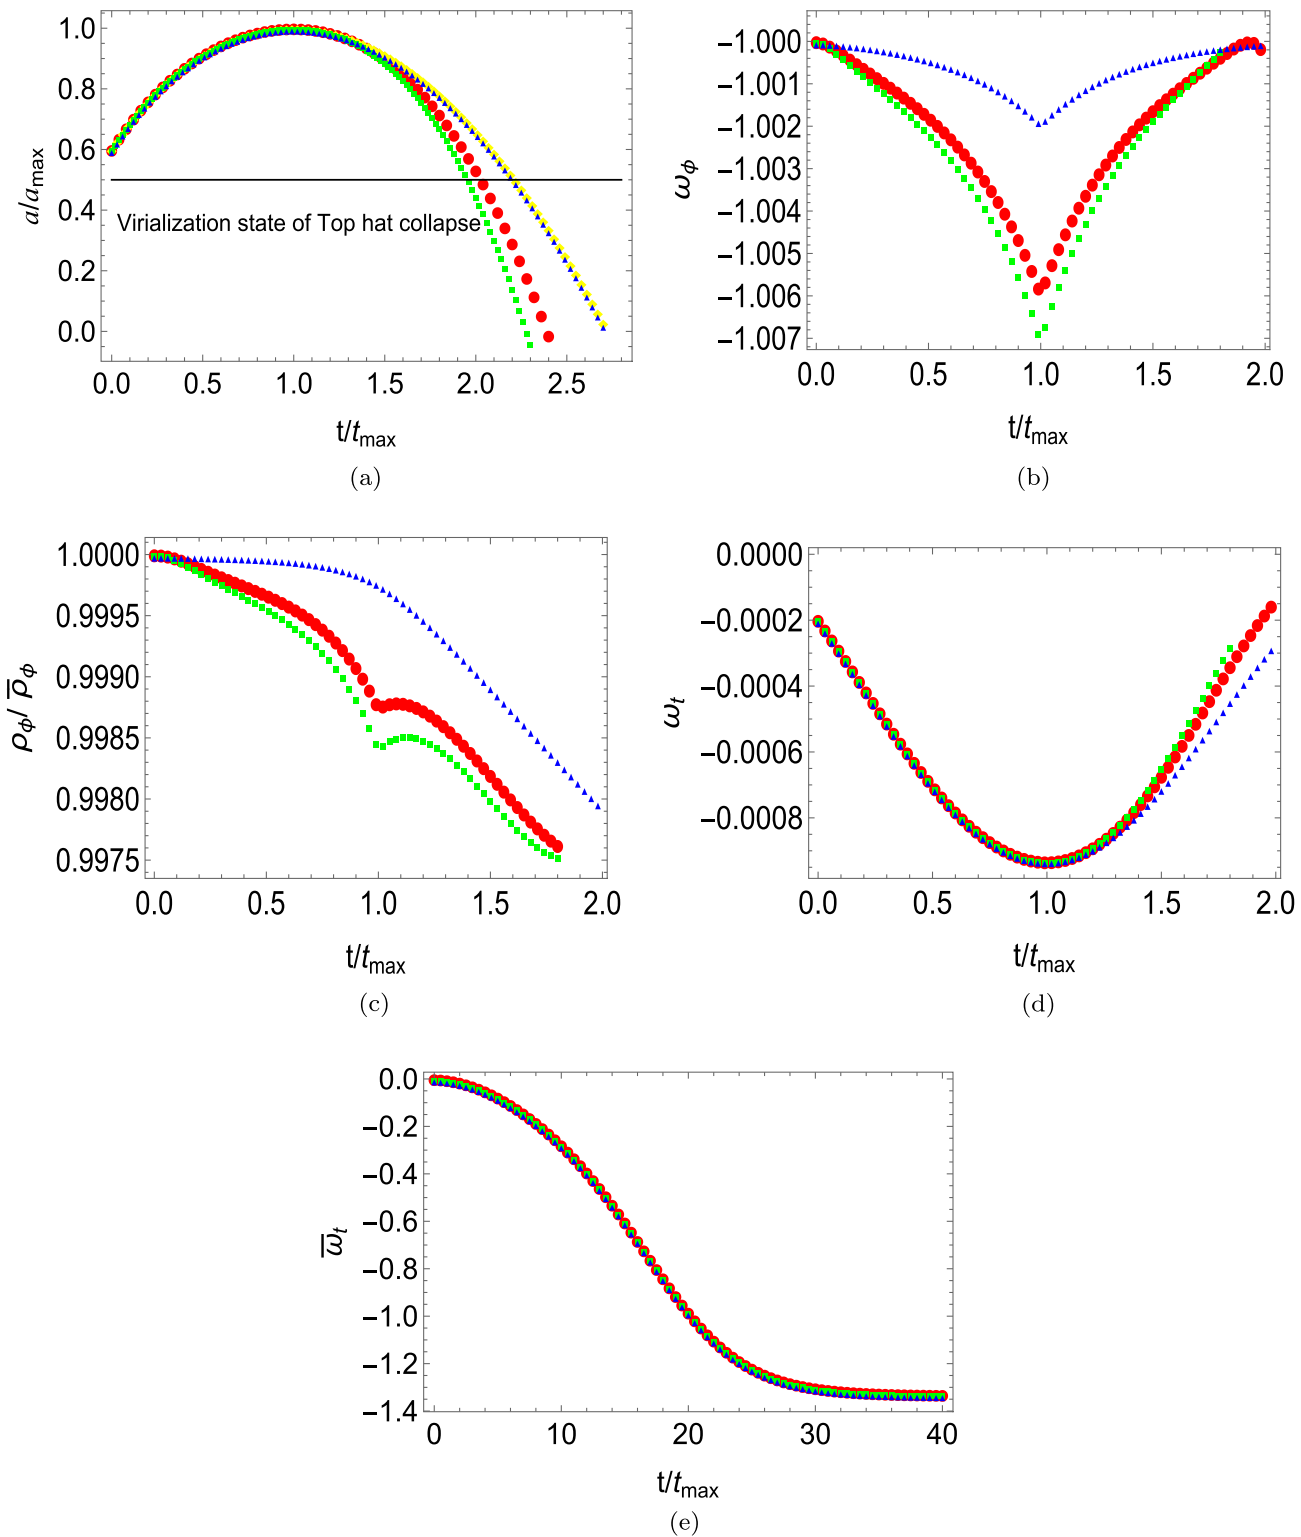 1.0
0.8
0.6
0.4
0.2
0.0
a/a_max
Virialization state of Top hat collapse
0.0 0.5 1.0 1.5 2.0 2.5
t/t_max
(a)
−1.000
−1.001
−1.002
−1.003
−1.004
−1.005
−1.006
−1.007
ω_ϕ
0.0 0.5 1.0 1.5 2.0
t/t_max
(b)
1.0000
0.9995
0.9990
0.9985
0.9980
0.9975
ρ_ϕ/ρ̅_ϕ
0.0 0.5 1.0 1.5 2.0
t/t_max
(c)
0.0000
−0.0002
−0.0004
−0.0006
−0.0008
ω_t
0.0 0.5 1.0 1.5 2.0
t/t_max
(d)
0.0
−0.2
−0.4
−0.6
−0.8
−1.0
−1.2
−1.4
ω̅_t
0 10 20 30 40
t/t_max
(e)